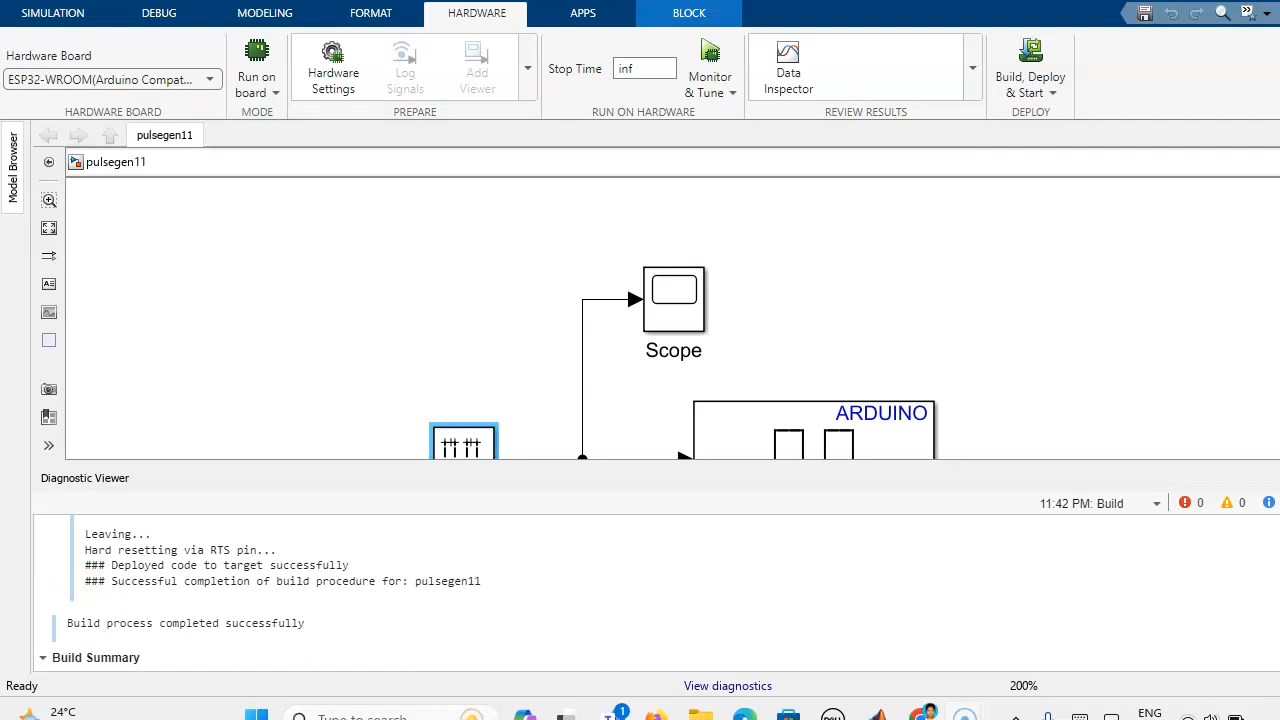 SIMULATION DEBUG MODELING FORMAT HARDWARE APPS BLOCK
Hardware Board
ESP32-WROOM(Arduino Compat...
Run on board
Hardware Settings
Log Signals
Add Viewer
Stop Time inf
Monitor & Tune
Data Inspector
Build, Deploy & Start
HARDWARE BOARD MODE PREPARE RUN ON HARDWARE REVIEW RESULTS DEPLOY
Model Browser
pulsegen11
pulsegen11
Scope
ARDUINO
Diagnostic Viewer
11:42 PM: Build 0 0
Leaving...
Hard resetting via RTS pin...
### Deployed code to target successfully
### Successful completion of build procedure for: pulsegen11
Build process completed successfully
Build Summary
Ready View diagnostics 200%
24°C
Type here to search
1
ENG